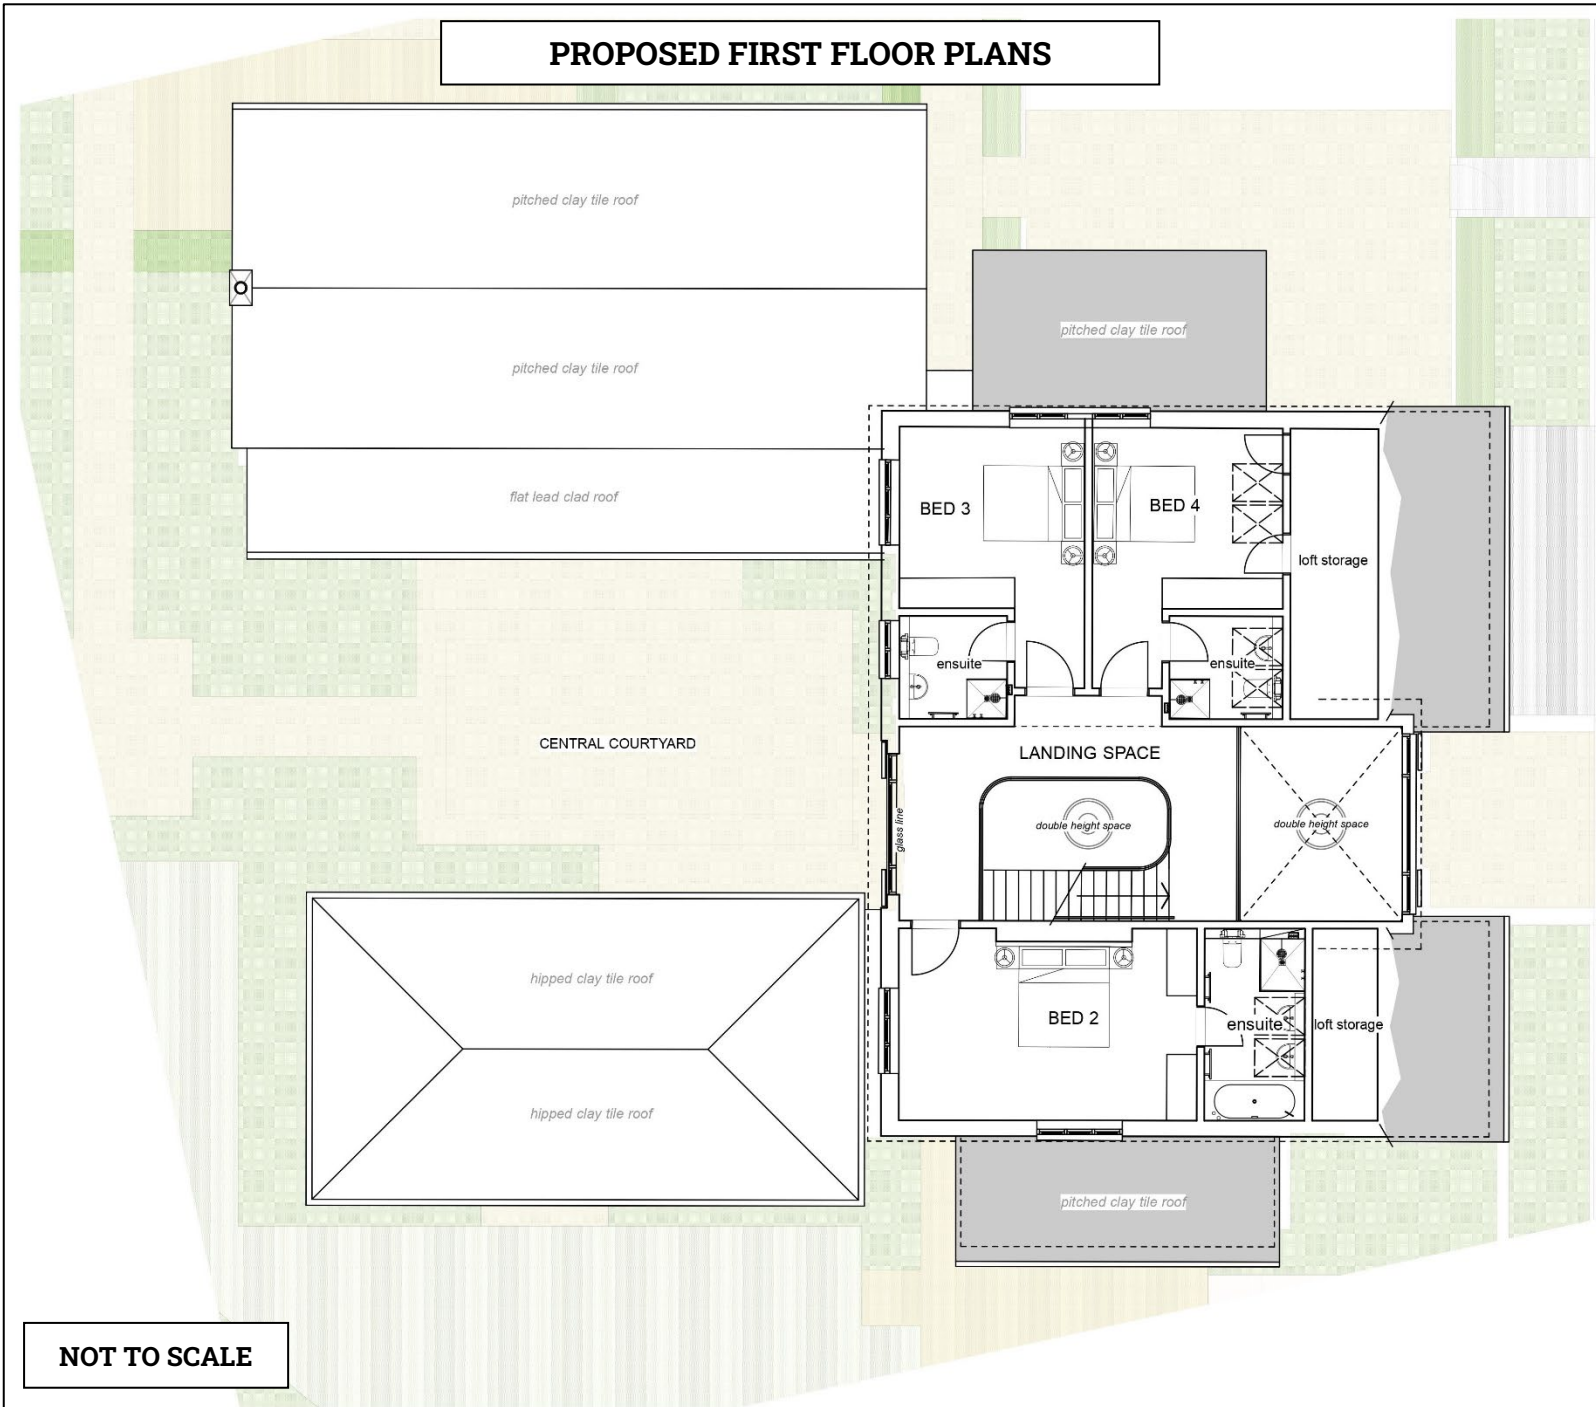 PROPOSED FIRST FLOOR PLANS
pitched clay tile roof
pitched clay tile roof
pitched clay tile roof
flat lead clad roof
BED 3
BED 4
loft storage
ensuite
ensuite
CENTRAL COURTYARD
LANDING SPACE
glass line
double height space
double height space
hipped clay tile roof
BED 2
ensuite
loft storage
hipped clay tile roof
pitched clay tile roof
NOT TO SCALE